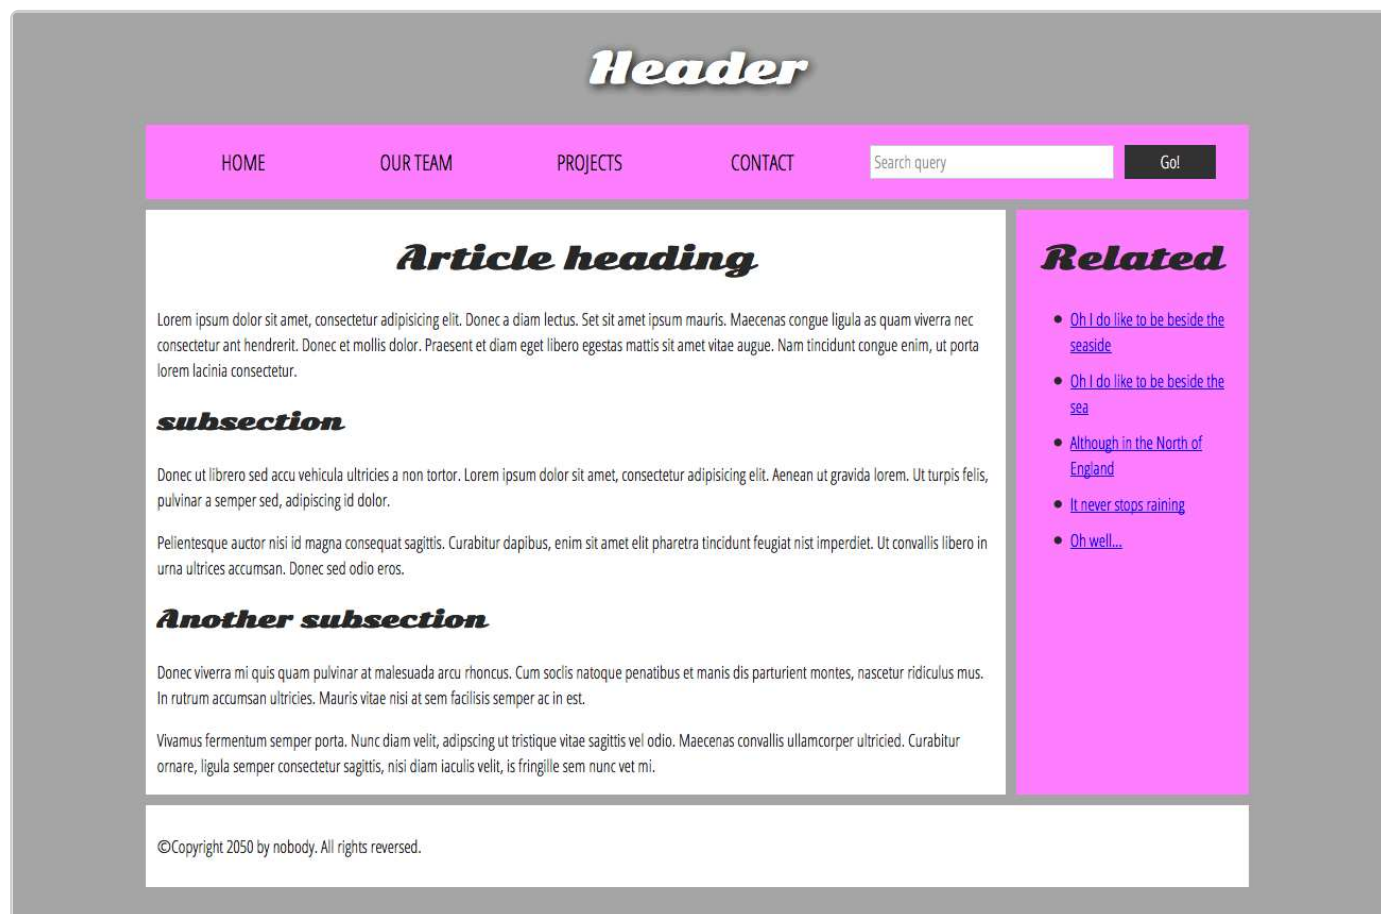 Header
HOME OUR TEAM PROJECTS CONTACT Search query Go!
Article heading
Lorem ipsum dolor sit amet, consectetur adipisicing elit. Donec a diam lectus. Set sit amet ipsum mauris. Maecenas congue ligula as quam viverra nec
consectetur ant hendrerit. Donec et mollis dolor. Praesent et diam eget libero egestas mattis sit amet vitae augue. Nam tincidunt congue enim, ut porta
lorem lacinia consectetur.
subsection
Donec ut librero sed accu vehicula ultricies a non tortor. Lorem ipsum dolor sit amet, consectetur adipisicing elit. Aenean ut gravida lorem. Ut turpis felis,
pulvinar a semper sed, adipiscing id dolor.
Pelientesque auctor nisi id magna consequat sagittis. Curabitur dapibus, enim sit amet elit pharetra tincidunt feugiat nist imperdiet. Ut convallis libero in
urna ultrices accumsan. Donec sed odio eros.
Another subsection
Donec viverra mi quis quam pulvinar at malesuada arcu rhoncus. Cum soclis natoque penatibus et manis dis parturient montes, nascetur ridiculus mus.
In rutrum accumsan ultricies. Mauris vitae nisi at sem facilisis semper ac in est.
Vivamus fermentum semper porta. Nunc diam velit, adipscing ut tristique vitae sagittis vel odio. Maecenas convallis ullamcorper ultricied. Curabitur
ornare, ligula semper consectetur sagittis, nisi diam iaculis velit, is fringille sem nunc vet mi.
Related
Oh I do like to be beside the
seaside
Oh I do like to be beside the
sea
Although in the North of
England
It never stops raining
Oh well...
©Copyright 2050 by nobody. All rights reversed.